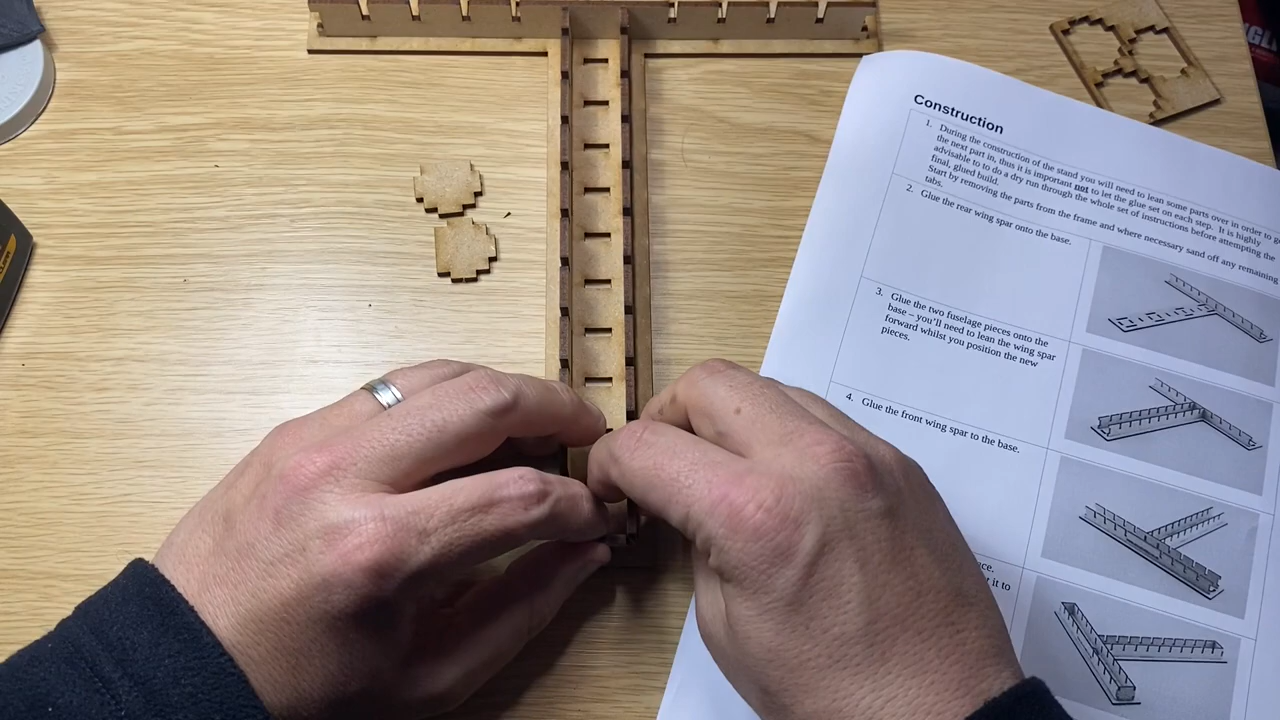 Construction
1. During the construction of the stand you will need to lean some parts over in order to
the next part in, thus it is important not to let the glue set on each step. It is highly
advisable to to do a dry run through the whole set of instructions before attempting the
final, glued build.
Start by removing the parts from the frame and where necessary sand off any remaining
tabs.
2. Glue the rear wing spar onto the base.
3. Glue the two fuselage pieces onto the
base – you'll need to lean the wing spar
forward whilst you position the new
pieces.
4. Glue the front wing spar to the base.
it to